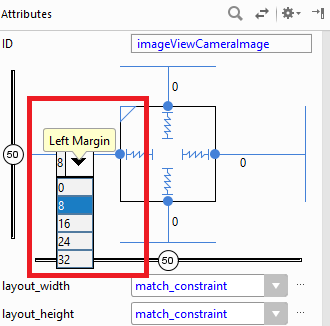 Attributes
ID
imageViewCameraImage
0
Left Margin
50
8
0
0
8
16
24
32
0
50
layout_width
match_constraint
...
layout_height
match_constraint
...